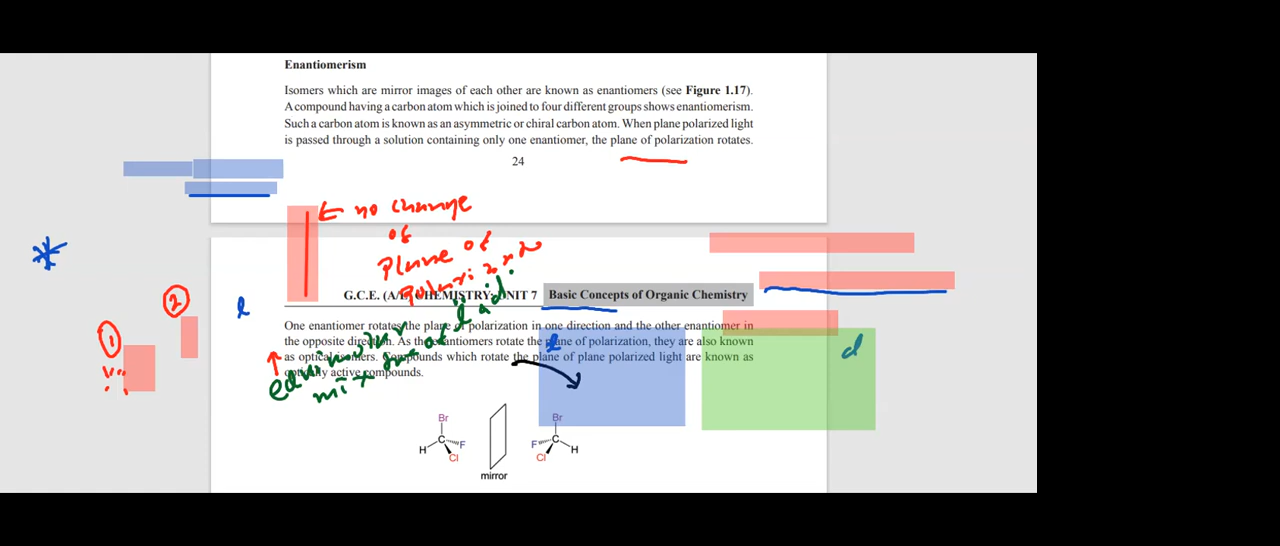 Enantiomerism
Isomers which are mirror images of each other are known as enantiomers (see Figure 1.17).
A compound having a carbon atom which is joined to four different groups shows enantiomerism.
Such a carbon atom is known as an asymmetric or chiral carbon atom. When plane polarized light
is passed through a solution containing only one enantiomer, the plane of polarization rotates.
24
no change
of
plane of
G.C.E. (A/L) CHEMISTRY: UNIT 7 Basic Concepts of Organic Chemistry
2
l
One enantiomer rotates the plane of polarization in one direction and the other enantiomer in
the opposite direction. As the enantiomers rotate the plane of polarization, they are also known
as optical isomers. Compounds which rotate the plane of plane polarized light are known as
optically active compounds.
1
l
d
equimolar
mixture of l and d
Br
H
C
F
Cl
mirror
Br
F
C
H
Cl